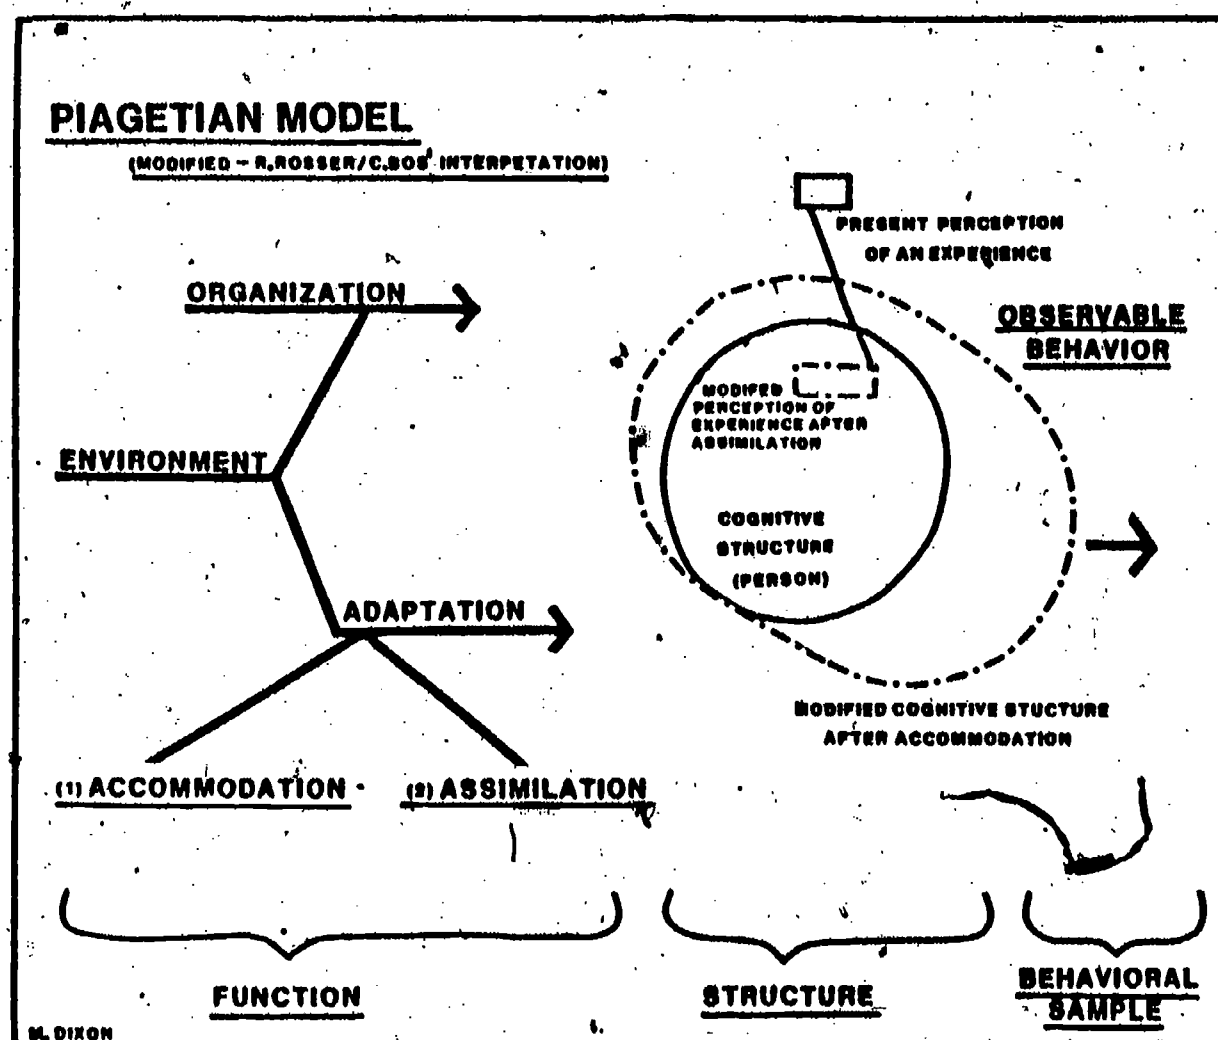 PIAGETIAN MODEL
(MODIFIED - R.ROSSER/C.BOS' INTERPETATION)
PRESENT PERCEPTION
OF AN EXPERIENCE
ORGANIZATION
OBSERVABLE
BEHAVIOR
MODIFED
PERCEPTION OF
EXPERIENCE AFTER
ASSIMILATION
ENVIRONMENT
COGNITIVE
STRUCTURE
(PERSON)
ADAPTATION
MODIFIED COGNITIVE STUCTURE
AFTER ACCOMMODATION
(1) ACCOMMODATION
(2) ASSIMILATION
FUNCTION
STRUCTURE
BEHAVIORAL
SAMPLE
M. DIXON